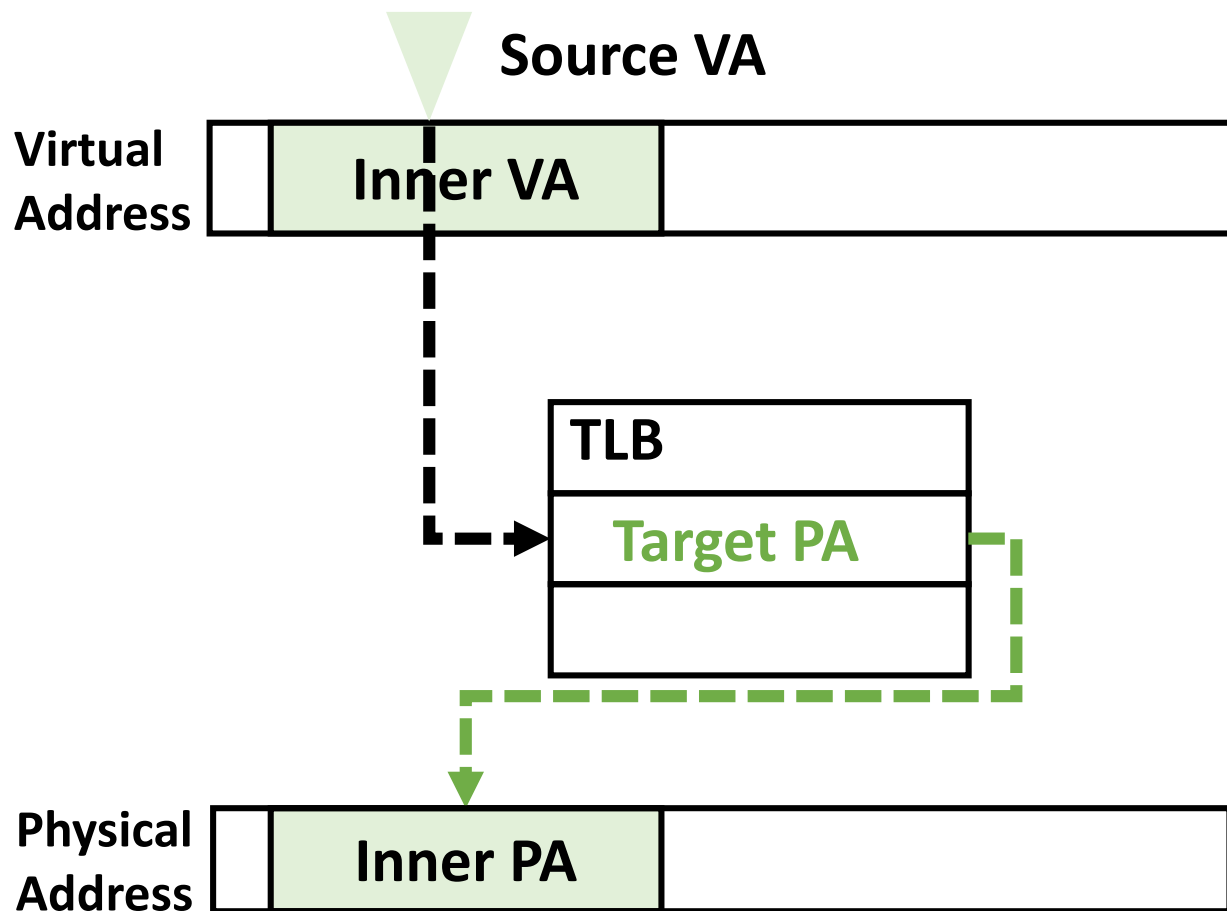 Source VA
Virtual
Address
Inner VA
TLB
Target PA
Physical
Address
Inner PA